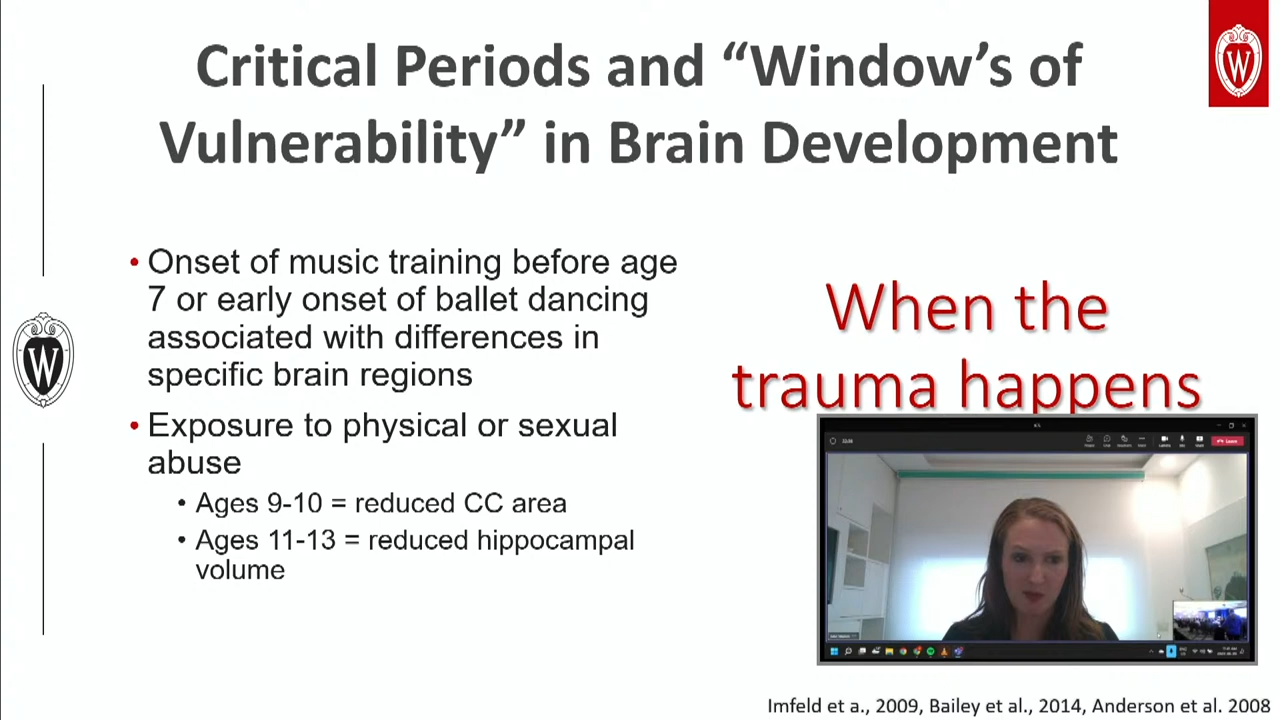 Critical Periods and “Window’s of
Vulnerability” in Brain Development
W
• Onset of music training before age
7 or early onset of ballet dancing
associated with differences in
specific brain regions
• Exposure to physical or sexual
abuse
• Ages 9-10 = reduced CC area
• Ages 11-13 = reduced hippocampal
volume
W
When the
trauma happens
Leave
Imfeld et a., 2009, Bailey et al., 2014, Anderson et al. 2008